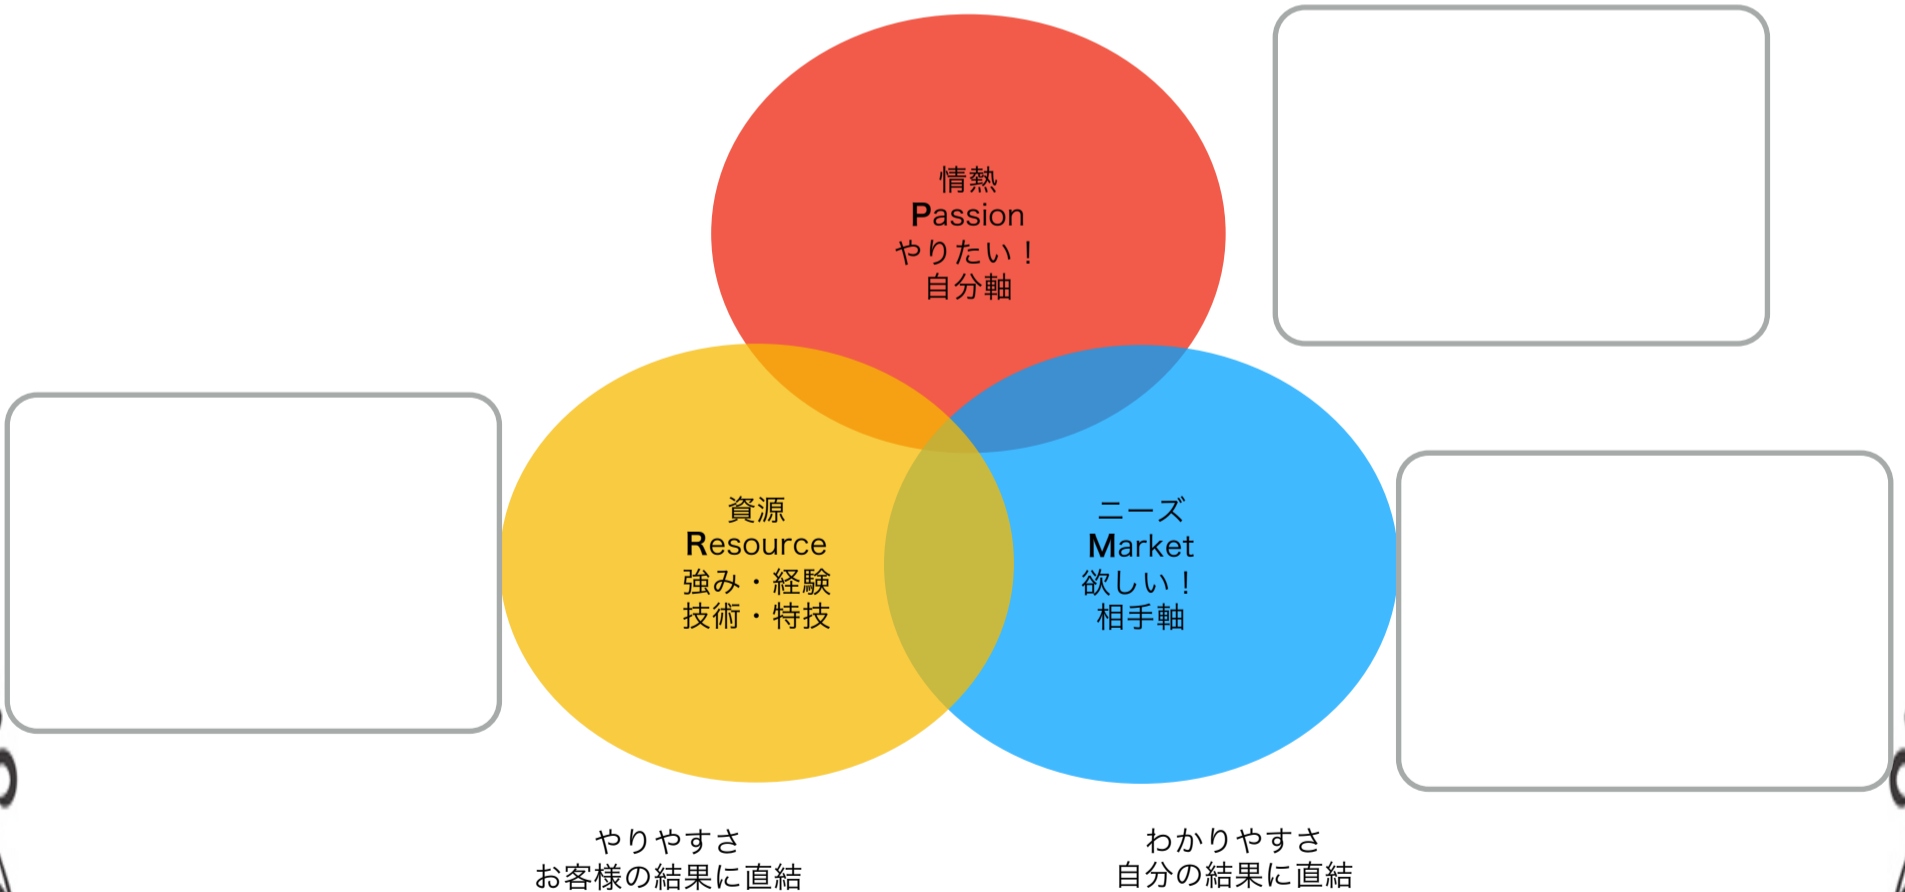 情熱
Passion
やりたい！
自分軸
資源
Resource
強み・経験
技術・特技
ニーズ
Market
欲しい！
相手軸
やりやすさ
お客様の結果に直結
わかりやすさ
自分の結果に直結